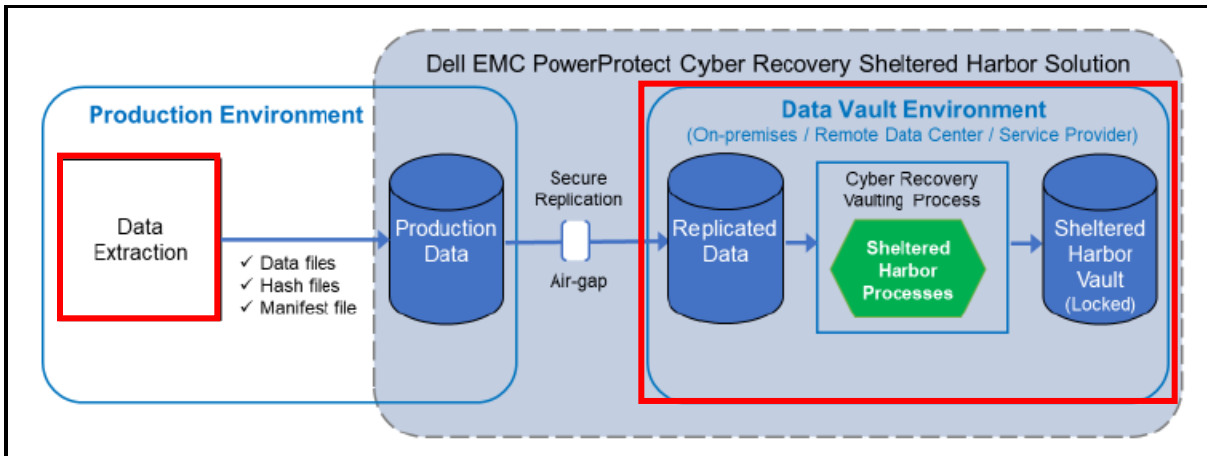 Dell EMC PowerProtect Cyber Recovery Sheltered Harbor Solution
Production Environment
Data Vault Environment
(On-premises / Remote Data Center / Service Provider)
Data
Extraction
✓ Data files
✓ Hash files
✓ Manifest file
Production
Data
Secure
Replication
Air-gap
Replicated
Data
Cyber Recovery
Vaulting Process
Sheltered
Harbor
Processes
Sheltered
Harbor
Vault
(Locked)